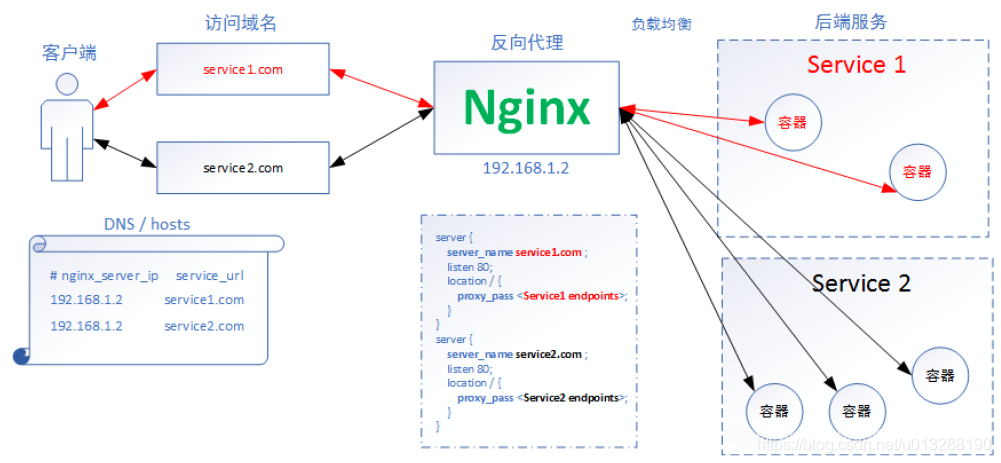 访问域名
负载均衡
后端服务
客户端
反向代理
service1.com
Service 1
Nginx
容器
service2.com
192.168.1.2
容器
DNS / hosts
# nginx_server_ip service_url
192.168.1.2 service1.com
192.168.1.2 service2.com
server {
server_name service1.com ;
listen 80;
location / {
proxy_pass <Service1 endpoints>;
}
}
server {
server_name service2.com ;
listen 80;
location / {
proxy_pass <Service2 endpoints>;
}
}
Service 2
容器
容器
容器
https://blog.csdn.net/u013288190